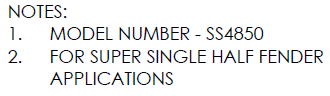 NOTES:
1. MODEL NUMBER - SS4850
2. FOR SUPER SINGLE HALF FENDER
APPLICATIONS